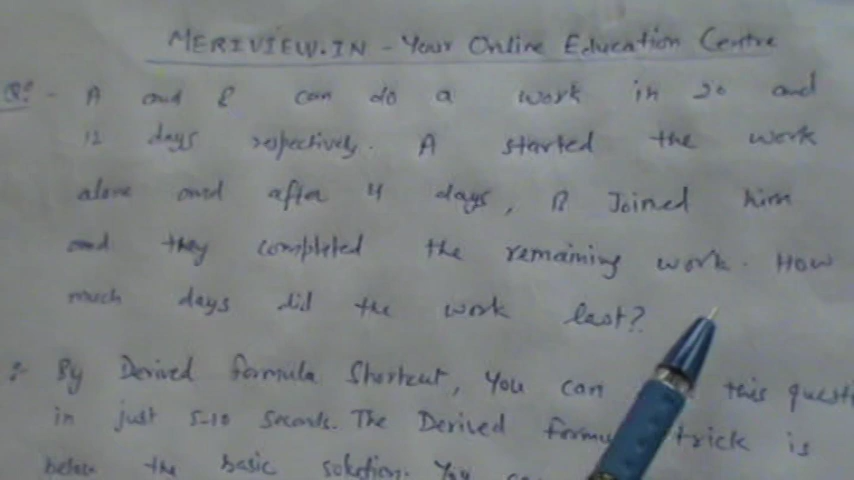 MERIVIEW.IN - Your Online Education Centre
Q:- A and B can do a work in 20 and
12 days respectively. A started the work
alone and after 4 days, B Joined him
and they completed the remaining work. How
much days did the work last?
:- By Derived formula Shortcut, You can this
in just 5-10 Seconds. The Derived trick is
below the basic solution. You